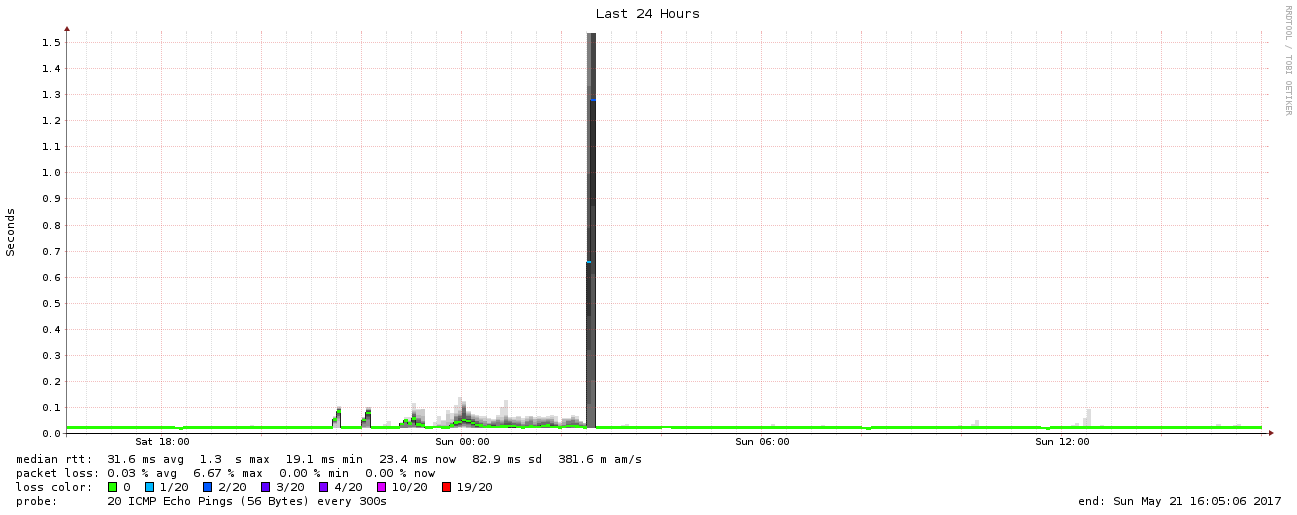 Last 24 Hours
RRDTOOL / TOBI OETIKER
Seconds
1.5
1.4
1.3
1.2
1.1
1.0
0.9
0.8
0.7
0.6
0.5
0.4
0.3
0.2
0.1
0.0
Sat 18:00 Sun 00:00 Sun 06:00 Sun 12:00
median rtt: 31.6 ms avg 1.3 s max 19.1 ms min 23.4 ms now 82.9 ms sd 381.6 m am/s
packet loss: 0.03 % avg 6.67 % max 0.00 % min 0.00 % now
loss color: 0 1/20 2/20 3/20 4/20 10/20 19/20
probe: 20 ICMP Echo Pings (56 Bytes) every 300s end: Sun May 21 16:05:06 2017